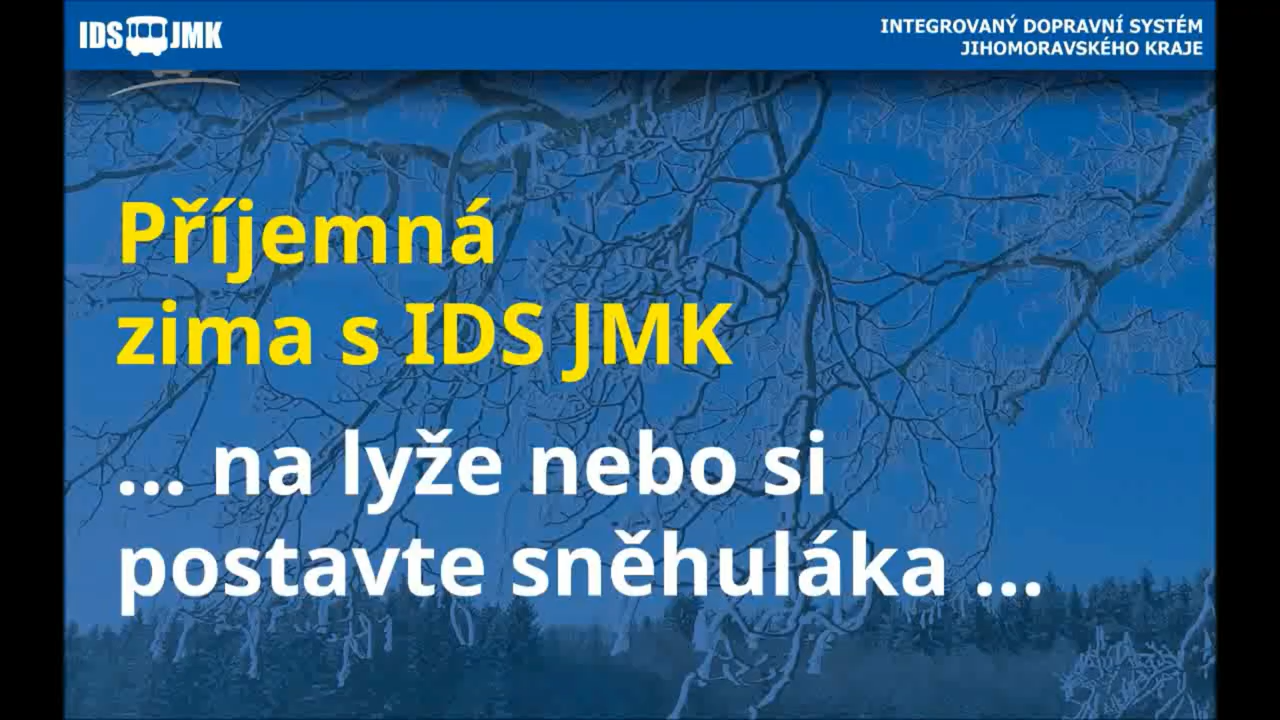 IDS JMK
INTEGROVANÝ DOPRAVNÍ SYSTÉM
JIHOMORAVSKÉHO KRAJE
Příjemná
zima s IDS JMK
... na lyže nebo si
postavte sněhuláka ...